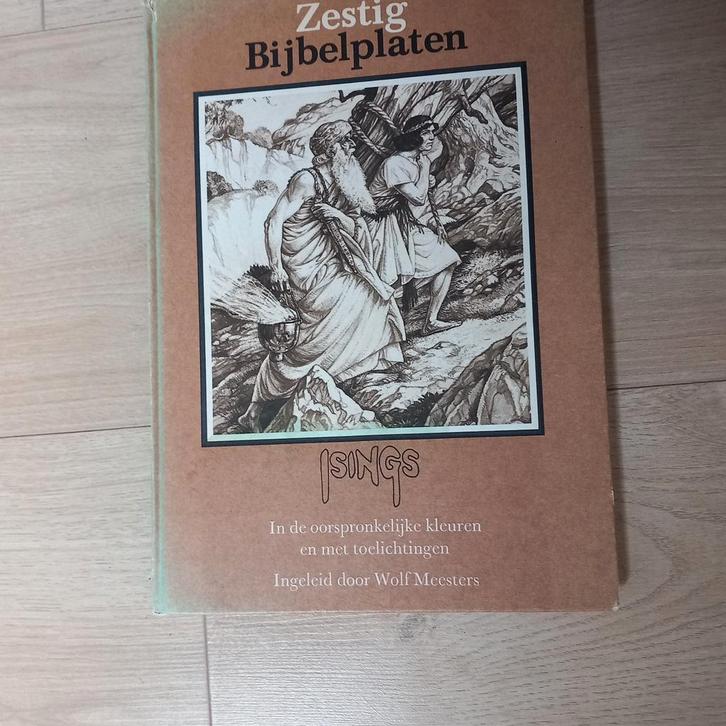 Zestig
Bijbelplaten
ISINGS
In de oorspronkelijke kleuren
en met toelichtingen
Ingeleid door Wolf Meesters